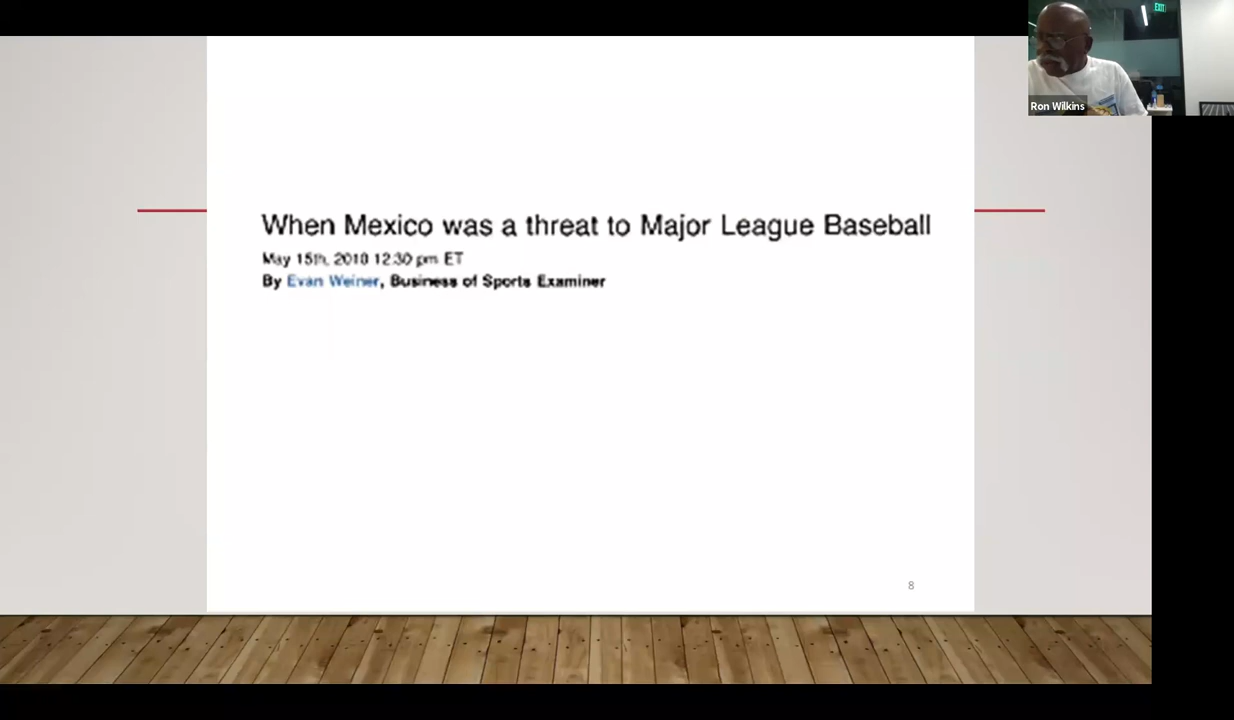 EXIT
Ron Wilkins
When Mexico was a threat to Major League Baseball
May 15th, 2010 12:30 pm ET
By Evan Weiner, Business of Sports Examiner
8